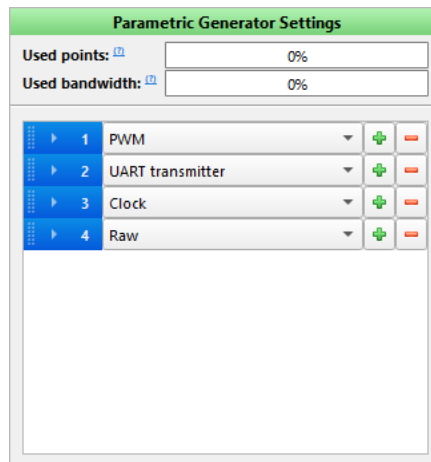 Parametric Generator Settings
Used points: (?) 0%
Used bandwidth: (?) 0%
1 PWM
2 UART transmitter
3 Clock
4 Raw